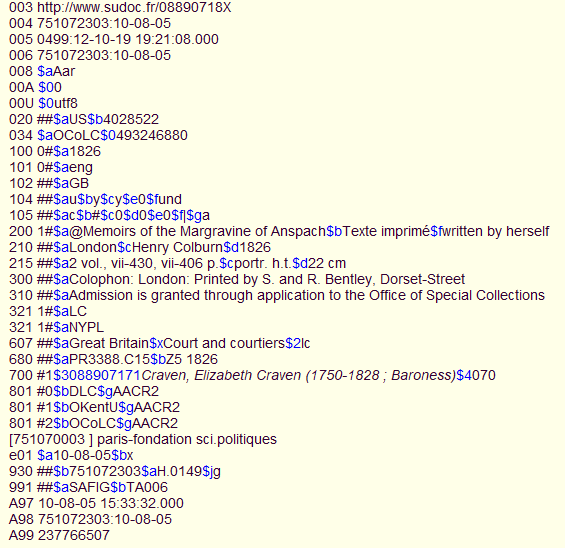 003 http://www.sudoc.fr/08890718X
004 751072303:10-08-05
005 0499:12-10-19 19:21:08.000
006 751072303:10-08-05
008 $aAar
00A $00
00U $0utf8
020 ##$aUS$b4028522
034 $aOCoLC$0493246880
100 0#$a1826
101 0#$aeng
102 ##$aGB
104 ##$au$by$cy$e0$fund
105 ##$ac$b#$c0$d0$e0$f|$ga
200 1#$a@Memoirs of the Margravine of Anspach$bTexte imprimé$fwritten by herself
210 ##$aLondon$cHenry Colburn$d1826
215 ##$a2 vol., vii-430, vii-406 p.$cportr. h.t.$d22 cm
300 ##$aColophon: London: Printed by S. and R. Bentley, Dorset-Street
310 ##$aAdmission is granted through application to the Office of Special Collections
321 1#$aLC
321 1#$aNYPL
607 ##$aGreat Britain$xCourt and courtiers$2lc
680 ##$aPR3388.C15$bZ5 1826
700 #1$3088907171Craven, Elizabeth Craven (1750-1828 ; Baroness)$4070
801 #0$bDLC$gAACR2
801 #1$bOKentU$gAACR2
801 #2$bOCoLC$gAACR2
[751070003 ] paris-fondation sci.politiques
e01 $a10-08-05$bx
930 ##$b751072303$aH.0149$jg
991 ##$aSAFIG$bTA006
A97 10-08-05 15:33:32.000
A98 751072303:10-08-05
A99 237766507